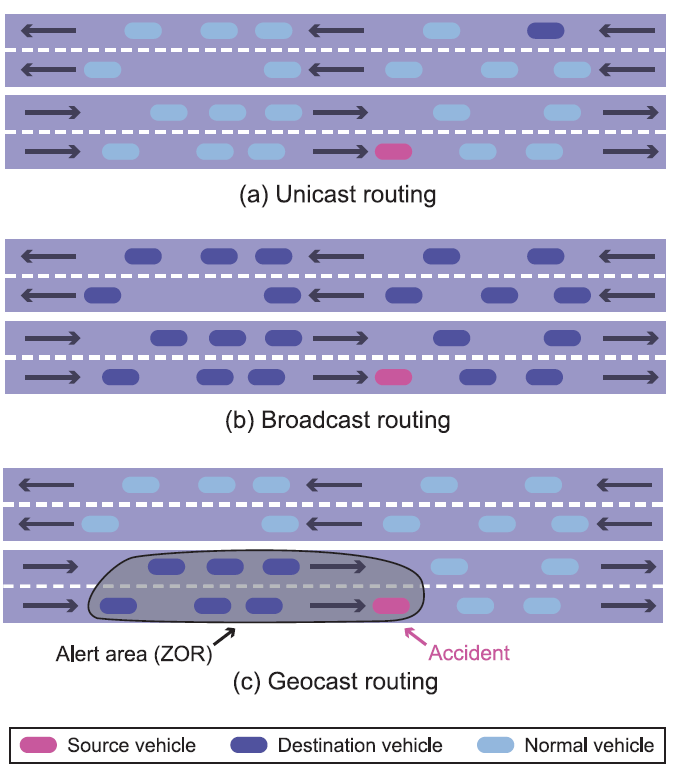 (a) Unicast routing
(b) Broadcast routing
Alert area (ZOR)
Accident
(c) Geocast routing
Source vehicle
Destination vehicle
Normal vehicle